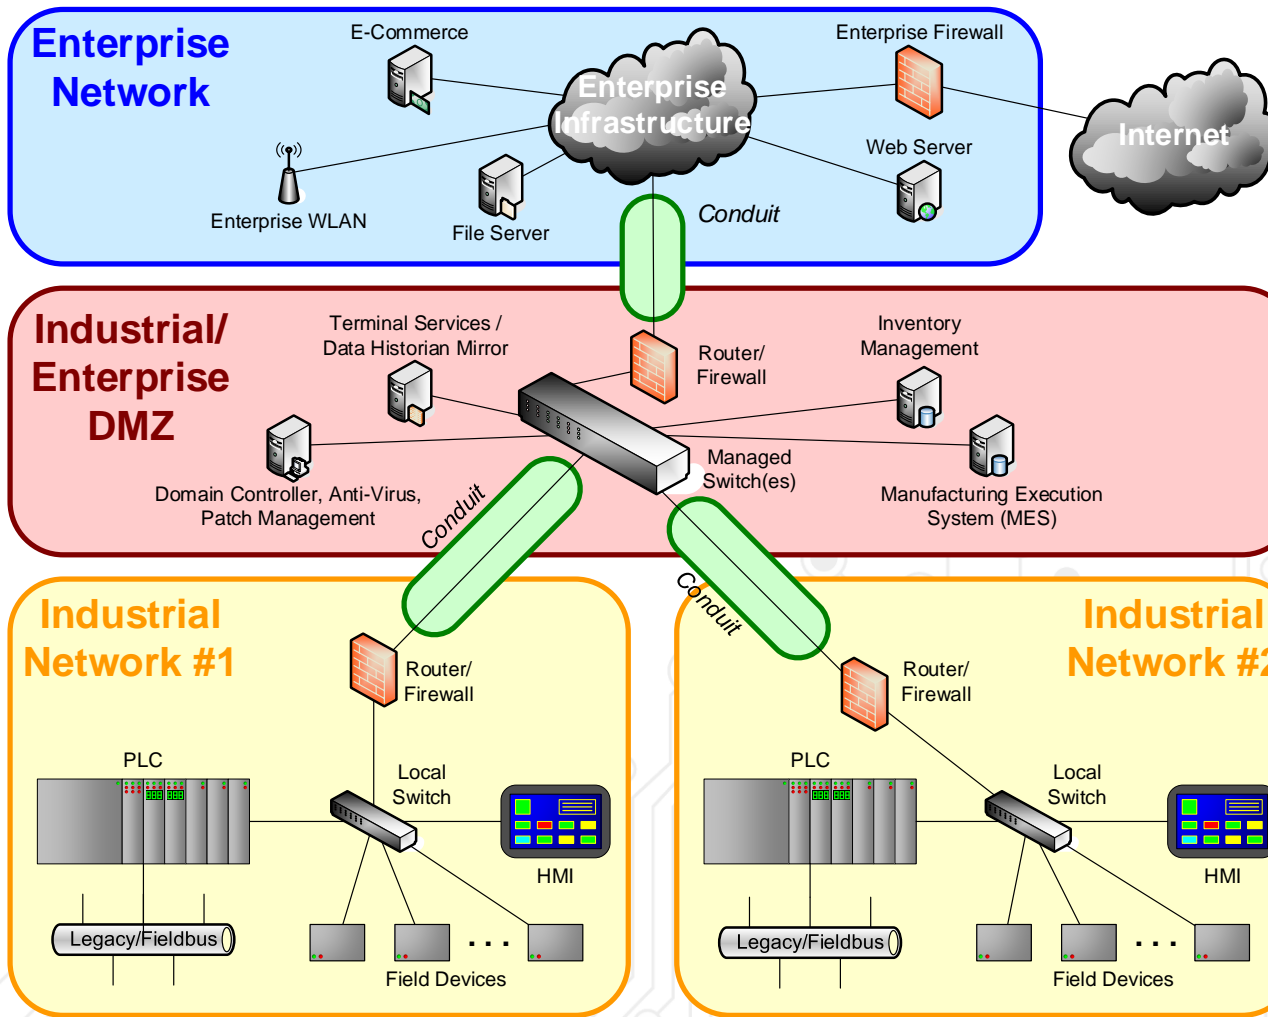 Enterprise
Network
E-Commerce
Enterprise Firewall
Enterprise
Infrastructure
Internet
Web Server
Enterprise WLAN
File Server
Conduit
Industrial/
Enterprise
DMZ
Terminal Services /
Data Historian Mirror
Router/
Firewall
Inventory
Management
Managed
Switch(es)
Domain Controller, Anti-Virus,
Patch Management
Manufacturing Execution
System (MES)
Conduit
Conduit
Industrial
Network #1
Router/
Firewall
PLC
Local
Switch
HMI
Legacy/Fieldbus
. . .
Field Devices
Industrial
Network #2
Router/
Firewall
PLC
Local
Switch
HMI
Legacy/Fieldbus
. . .
Field Devices